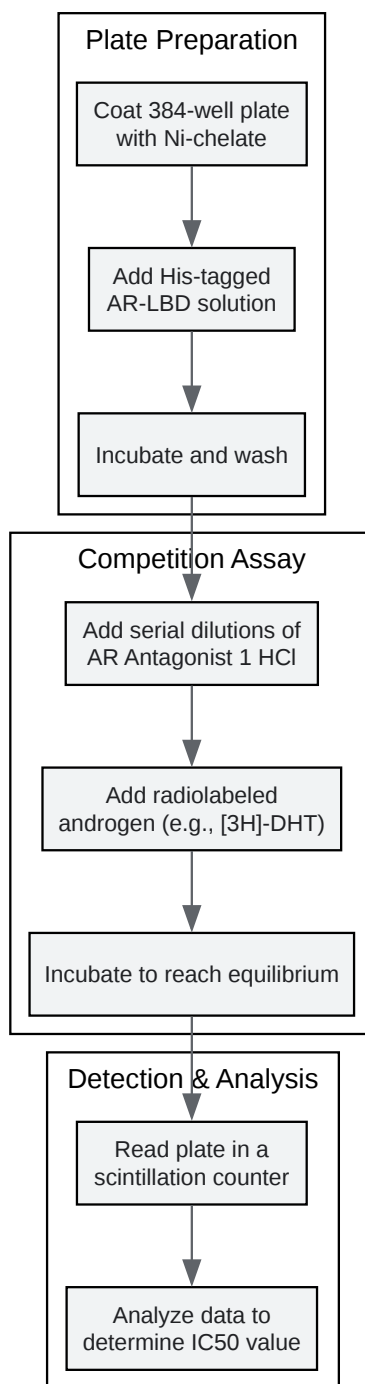 Plate Preparation
Coat 384-well plate
with Ni-chelate
Add His-tagged
AR-LBD solution
Incubate and wash
Competition Assay
Add serial dilutions of
AR Antagonist 1 HCl
Add radiolabeled
androgen (e.g., [3H]-DHT)
Incubate to reach equilibrium
Detection & Analysis
Read plate in a
scintillation counter
Analyze data to
determine IC50 value